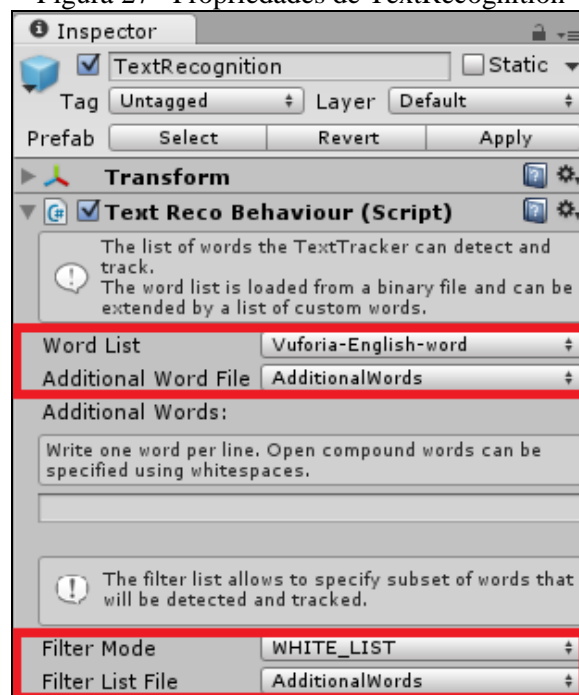 Figura 27 - Propriedades de TextRecognition
Inspector
TextRecognition Static
Tag Untagged Layer Default
Prefab Select Revert Apply
Transform
Text Reco Behaviour (Script)
The list of words the TextTracker can detect and
track.
The word list is loaded from a binary file and can be
extended by a list of custom words.
Word List Vuforia-English-word
Additional Word File AdditionalWords
Additional Words:
Write one word per line. Open compound words can be
specified using whitespaces.
The filter list allows to specify subset of words that
will be detected and tracked.
Filter Mode WHITE_LIST
Filter List File AdditionalWords